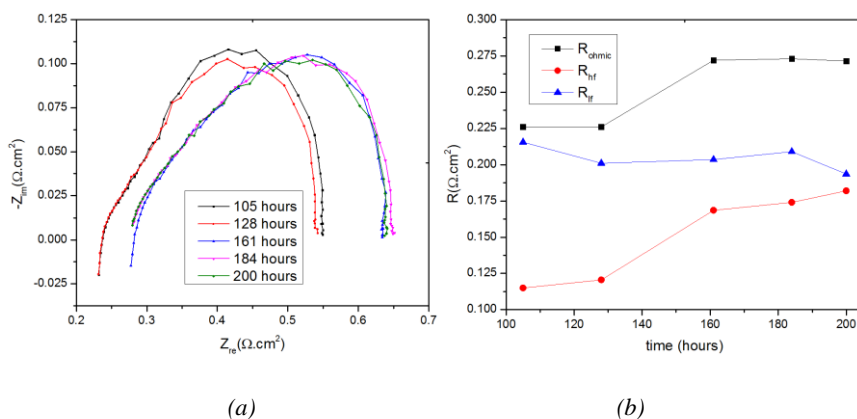 (a)
0.125
0.100
0.075
0.050
0.025
0.000
-0.025
-Z_im(Ω.cm²)
105 hours
128 hours
161 hours
184 hours
200 hours
0.2 0.3 0.4 0.5 0.6 0.7
Z_re(Ω.cm²)
(b)
0.300
0.275
0.250
0.225
0.200
0.175
0.150
0.125
0.100
R(Ω.cm²)
R_ohmic
R_hf
R_lf
100 120 140 160 180 200
time (hours)
(a) (b)